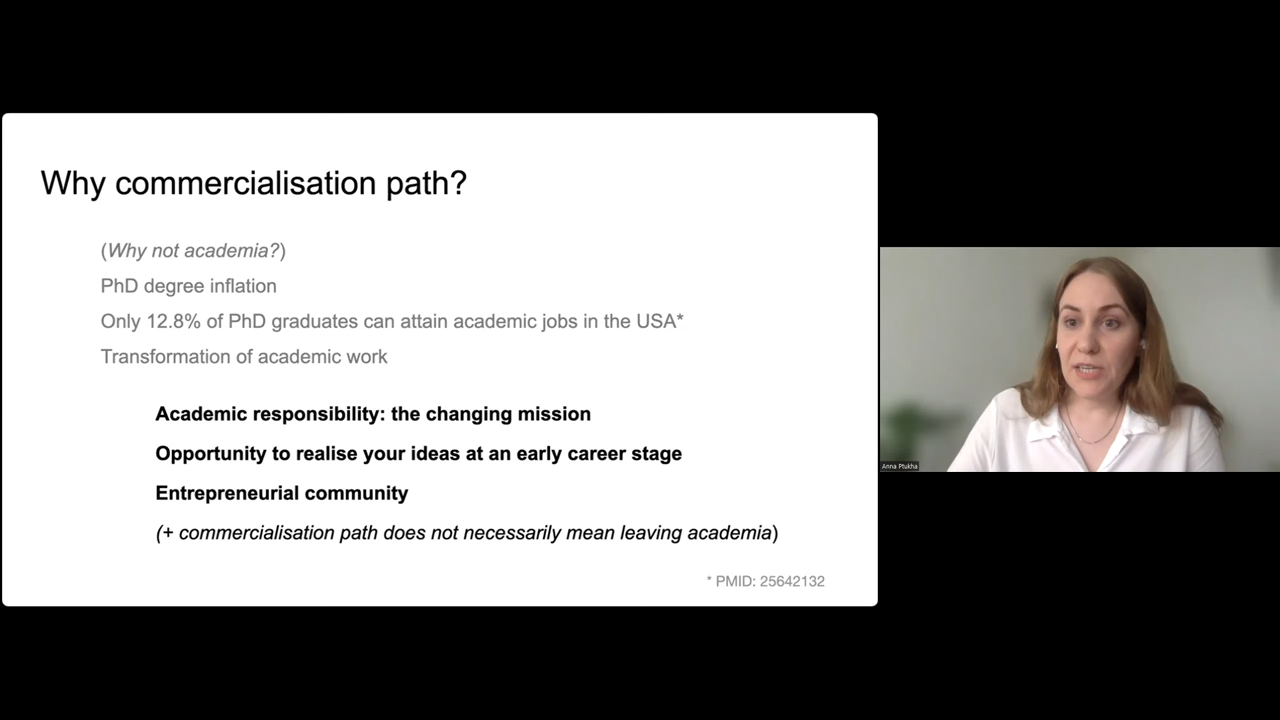 Why commercialisation path?
(Why not academia?)
PhD degree inflation
Only 12.8% of PhD graduates can attain academic jobs in the USA*
Transformation of academic work
Academic responsibility: the changing mission
Opportunity to realise your ideas at an early career stage
Entrepreneurial community
(+ commercialisation path does not necessarily mean leaving academia)
* PMID: 25642132
Anna Ptukha